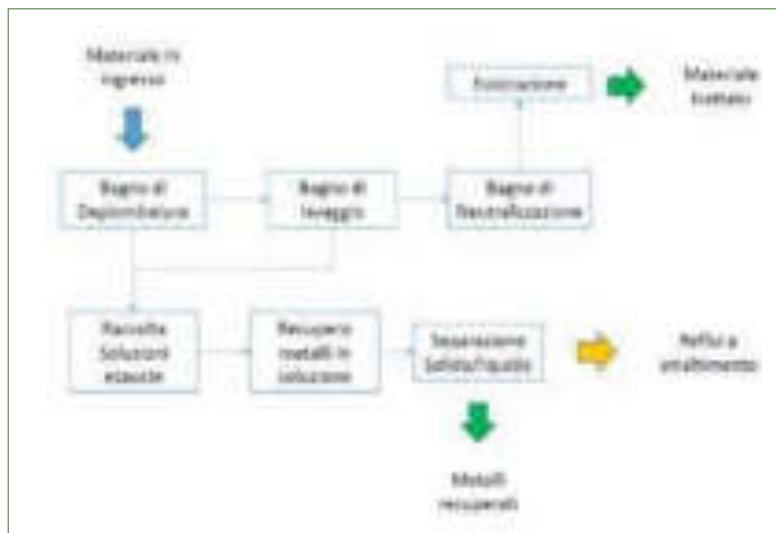 Materiale in
ingresso
Materiale
trattato
Bagno di
Deplombatura
Bagno di
lavaggio
Bagno di
Neutralizzazione
Raccolta
Soluzioni
esauste
Recupero
metalli in
soluzione
Separazione
Solido/liquido
Reflui a
smaltimento
Metalli
recuperati